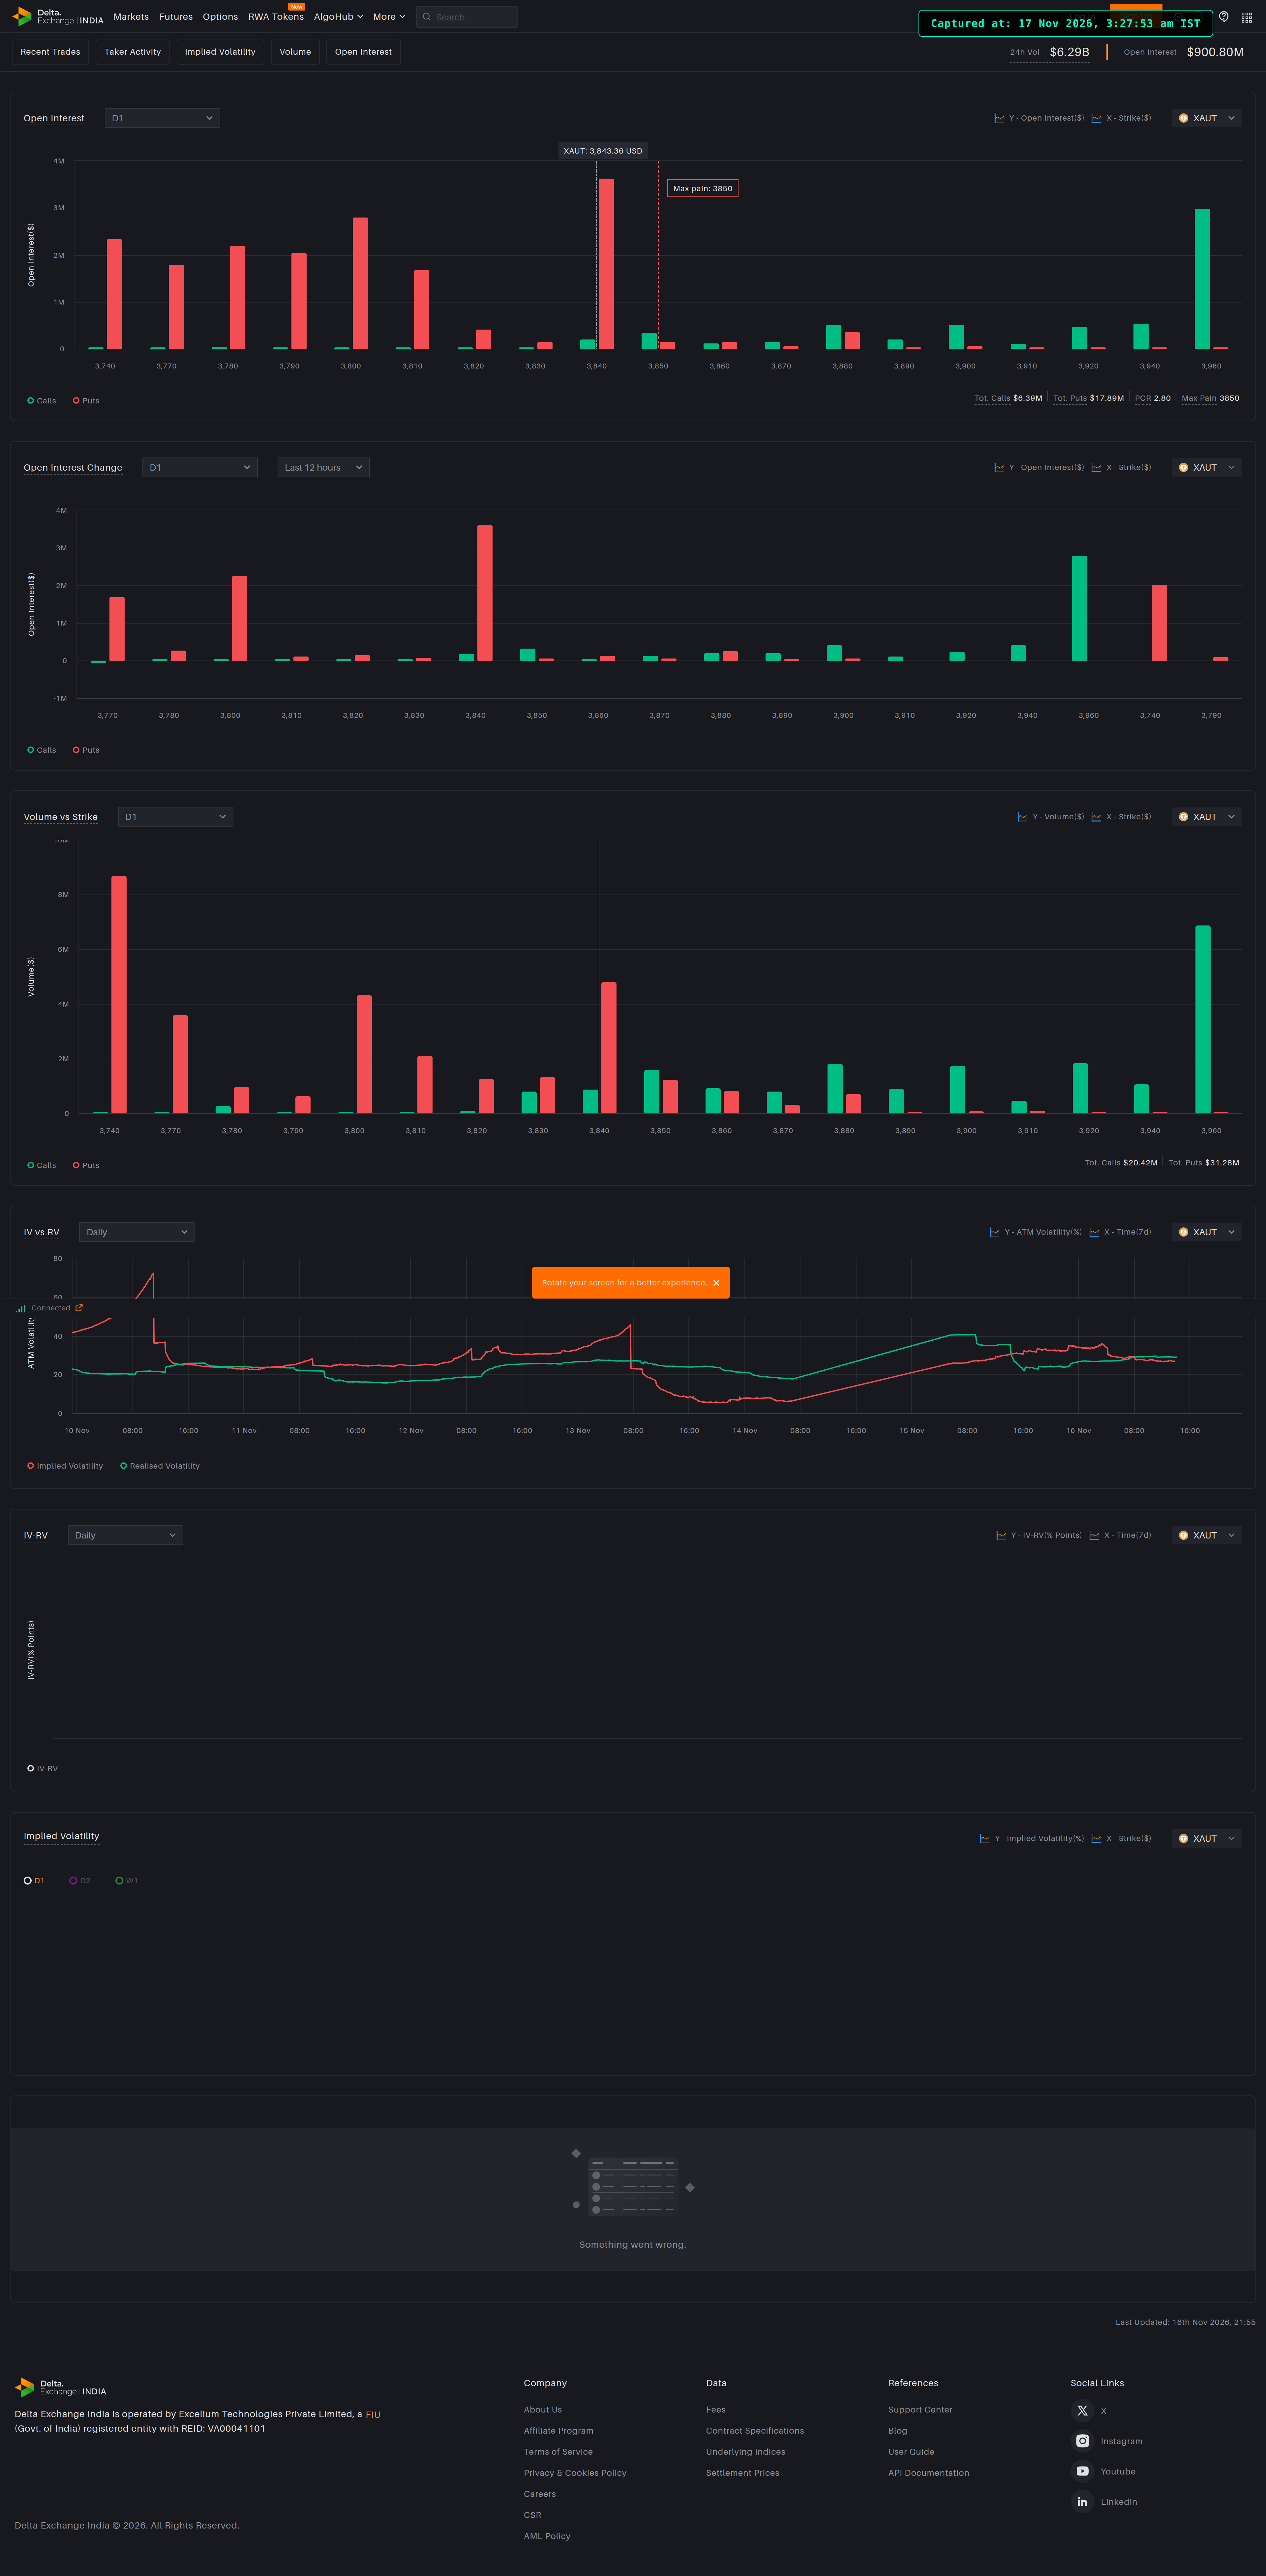 Delta. Exchange | INDIA Markets Futures Options RWA Tokens New AlgoHub More Search
Captured at: 17 Nov 2026, 3:27:53 am IST
Recent Trades Taker Activity Implied Volatility Volume Open Interest 24h Vol $6.29B Open Interest $900.80M
Open Interest D1 Y - Open Interest($) X - Strike($) XAUT
XAUT: 3,843.36 USD
Max pain: 3850
Open Interest($)
4M
3M
2M
1M
0
3,740 3,770 3,780 3,790 3,800 3,810 3,820 3,830 3,840 3,850 3,860 3,870 3,880 3,890 3,900 3,910 3,920 3,940 3,960
Calls Puts Tot. Calls $6.39M Tot. Puts $17.89M PCR 2.80 Max Pain 3850
Open Interest Change D1 Last 12 hours Y - Open Interest($) X - Strike($) XAUT
Open Interest($)
4M
3M
2M
1M
0
-1M
3,770 3,780 3,800 3,810 3,820 3,830 3,840 3,850 3,860 3,870 3,880 3,890 3,900 3,910 3,920 3,940 3,960 3,740 3,790
Calls Puts
Volume vs Strike D1 Y - Volume($) X - Strike($) XAUT
Volume($)
10M
8M
6M
4M
2M
0
3,740 3,770 3,780 3,790 3,800 3,810 3,820 3,830 3,840 3,850 3,860 3,870 3,880 3,890 3,900 3,910 3,920 3,940 3,960
Calls Puts Tot. Calls $20.42M Tot. Puts $31.28M
IV vs RV Daily Y - ATM Volatility(%) X - Time(7d) XAUT
80
Rotate your screen for a better experience.
60
Connected
ATM Volatility
40
20
0
10 Nov 08:00 16:00 11 Nov 08:00 16:00 12 Nov 08:00 16:00 13 Nov 08:00 16:00 14 Nov 08:00 16:00 15 Nov 08:00 16:00 16 Nov 08:00 16:00
Implied Volatility Realised Volatility
IV-RV Daily Y - IV-RV(% Points) X - Time(7d) XAUT
IV-RV(% Points)
IV-RV
Implied Volatility Y - Implied Volatility(%) X - Strike($) XAUT
D1 D2 W1
Something went wrong.
Last Updated: 16th Nov 2026, 21:55
Delta. Exchange | INDIA
Delta Exchange India is operated by Excelium Technologies Private Limited, a FIU
(Govt. of India) registered entity with REID: VA00041101
Delta Exchange India © 2026. All Rights Reserved.
Company
About Us
Affiliate Program
Terms of Service
Privacy & Cookies Policy
Careers
CSR
AML Policy
Data
Fees
Contract Specifications
Underlying Indices
Settlement Prices
References
Support Center
Blog
User Guide
API Documentation
Social Links
X
Instagram
Youtube
Linkedin